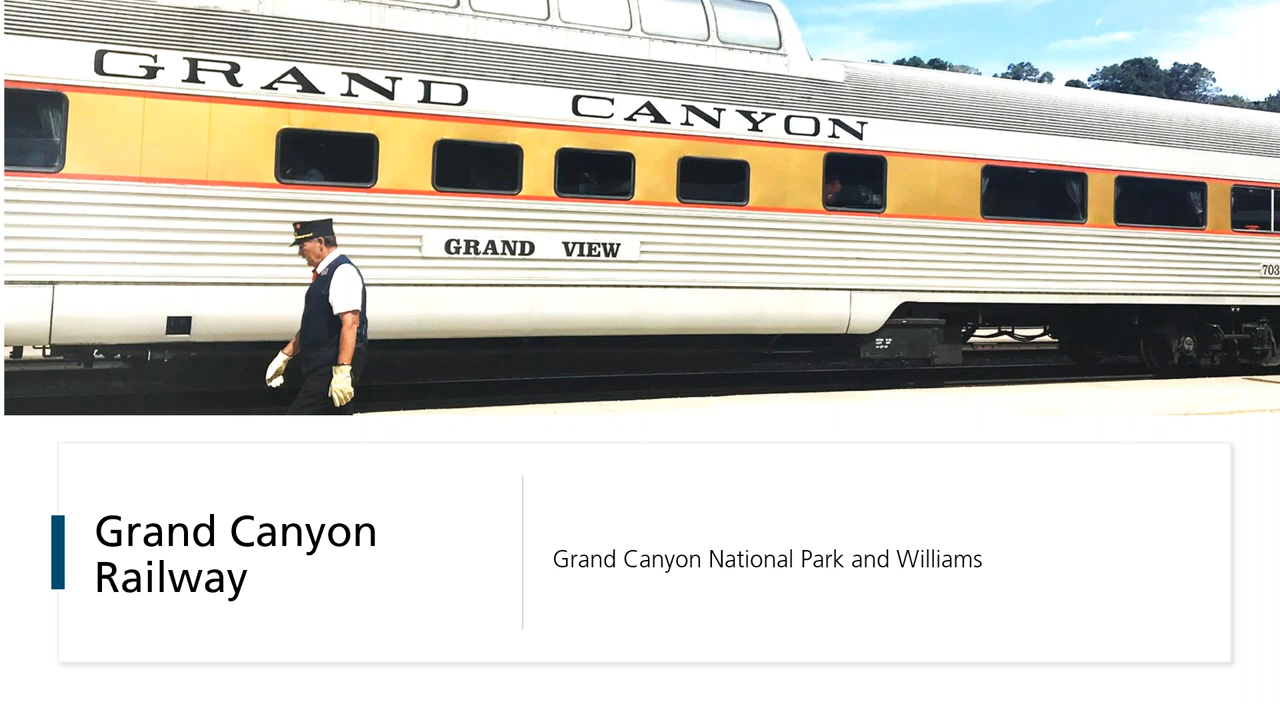 GRAND CANYON
GRAND VIEW
703
Grand Canyon
Railway
Grand Canyon National Park and Williams